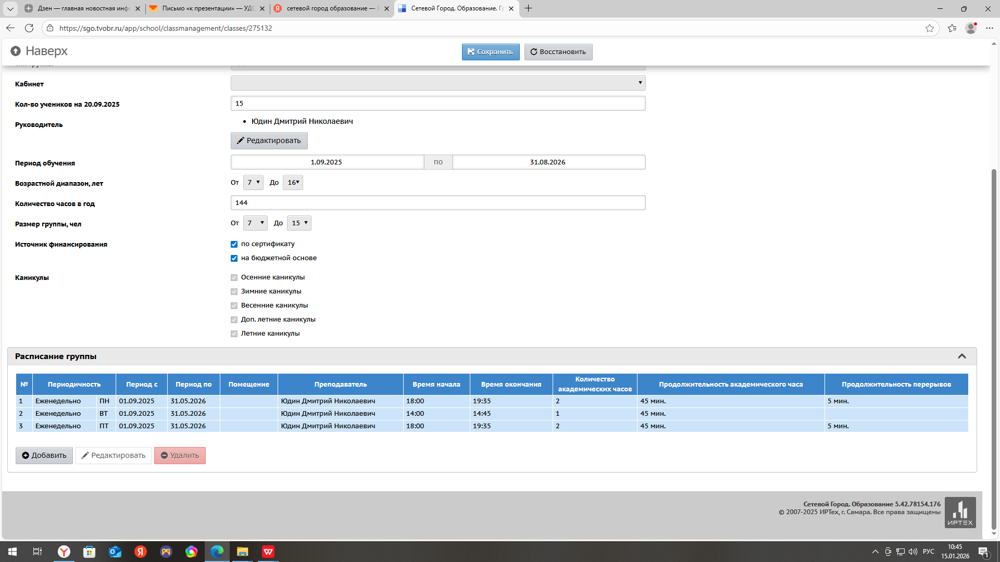 Дзен — главная новостная инфо
Письмо «к презентации» — УДС
сетевой город образование — Я
Сетевой Город. Образование. Гр
https://sgo.tvobr.ru/app/school/classmanagement/classes/275132
Наверх
Сохранить
Восстановить
Кабинет
Кол-во учеников на 20.09.2025
15
Руководитель
• Юдин Дмитрий Николаевич
Редактировать
Период обучения
1.09.2025 по 31.08.2026
Возрастной диапазон, лет
От 7 До 16
Количество часов в год
144
Размер группы, чел
От 7 До 15
Источник финансирования
по сертификату
на бюджетной основе
Каникулы
Осенние каникулы
Зимние каникулы
Весенние каникулы
Доп. летние каникулы
Летние каникулы
Расписание группы
№ Периодичность Период с Период по Помещение Преподаватель Время начала Время окончания Количество академических часов Продолжительность академического часа Продолжительность перерывов
1 Еженедельно ПН 01.09.2025 31.05.2026 Юдин Дмитрий Николаевич 18:00 19:35 2 45 мин. 5 мин.
2 Еженедельно ВТ 01.09.2025 31.05.2026 Юдин Дмитрий Николаевич 14:00 14:45 1 45 мин.
3 Еженедельно ПТ 01.09.2025 31.05.2026 Юдин Дмитрий Николаевич 18:00 19:35 2 45 мин. 5 мин.
Добавить
Редактировать
Удалить
Сетевой Город. Образование 5.42.78154.176
© 2007-2025 ИРТех, г. Самара. Все права защищены
ИРТЕХ
РУС
10:45
15.01.2026
1